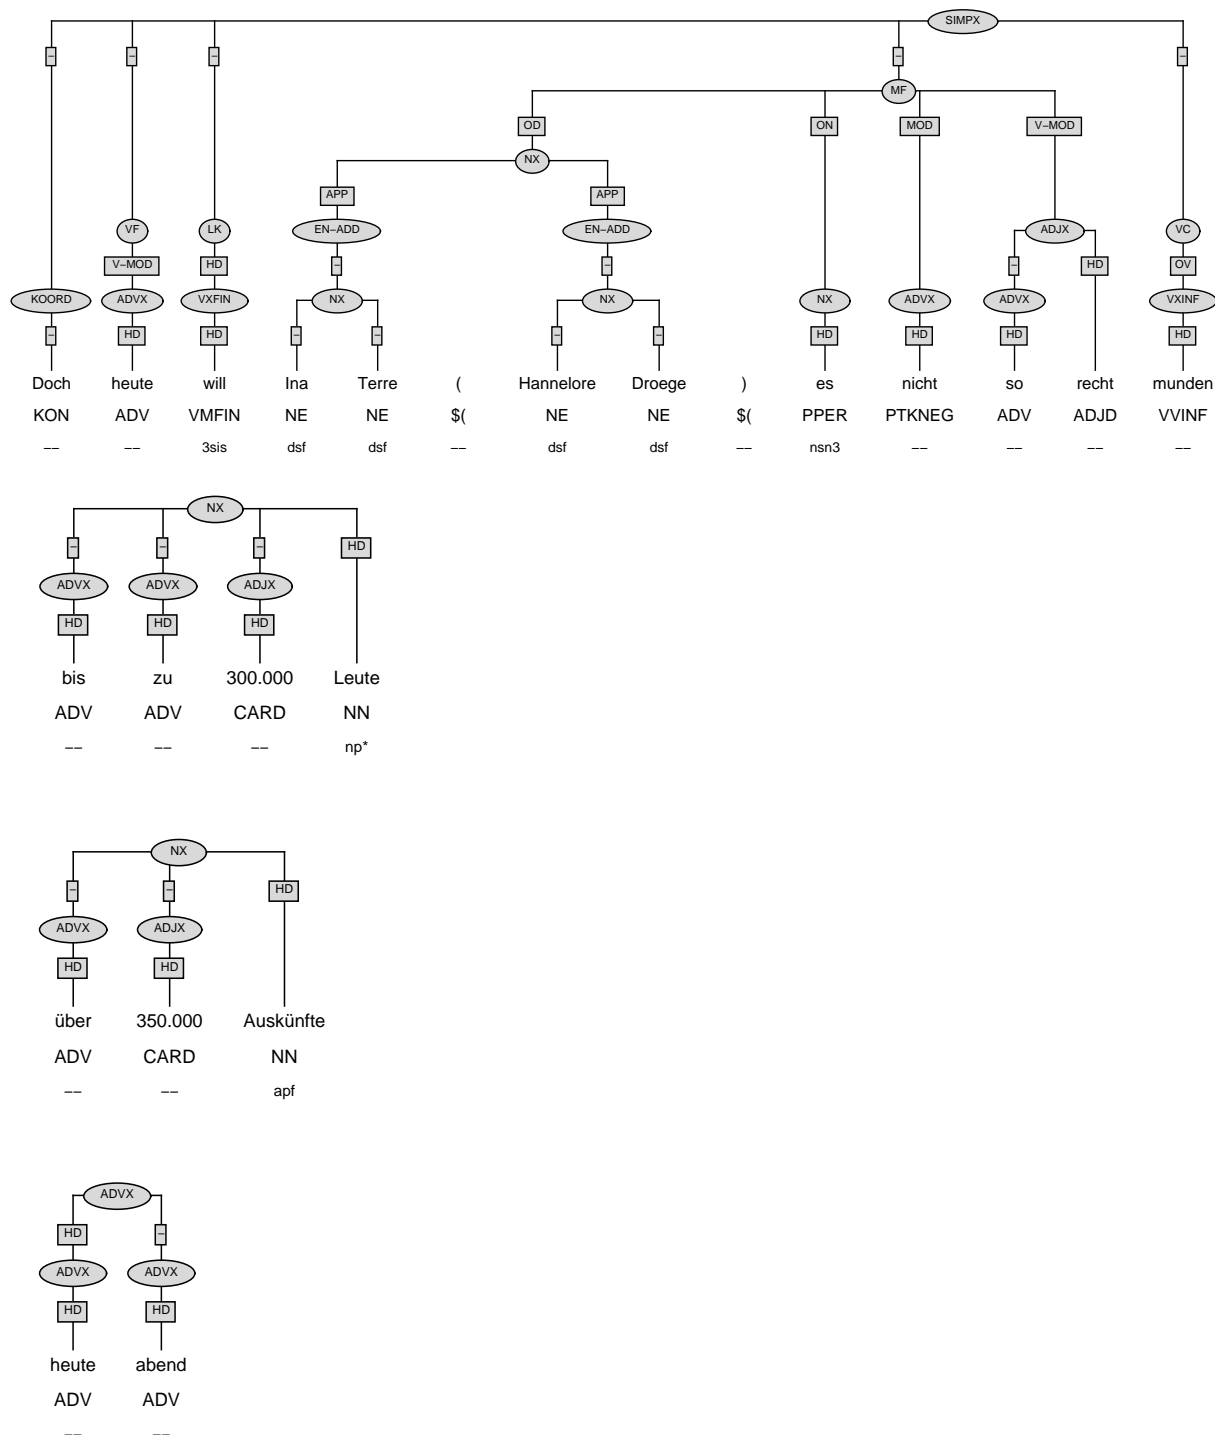 SIMPX
– – – – –
MF
OD ON MOD V–MOD
NX
APP APP
VF LK EN–ADD EN–ADD ADJX VC
V–MOD HD – – – HD OV
KOORD ADVX VXFIN NX NX NX ADVX ADVX VXINF
– HD HD – – – – HD HD HD HD
Doch heute will Ina Terre ( Hannelore Droege ) es nicht so recht munden
KON ADV VMFIN NE NE $( NE NE $( PPER PTKNEG ADV ADJD VVINF
–– –– 3sis dsf dsf –– dsf dsf –– nsn3 –– –– –– ––
NX
– – – HD
ADVX ADVX ADJX
HD HD HD
bis zu 300.000 Leute
ADV ADV CARD NN
–– –– –– np*
NX
– – HD
ADVX ADJX
HD HD
über 350.000 Auskünfte
ADV CARD NN
–– –– apf
ADVX
HD –
ADVX ADVX
HD HD
heute abend
ADV ADV
–– ––